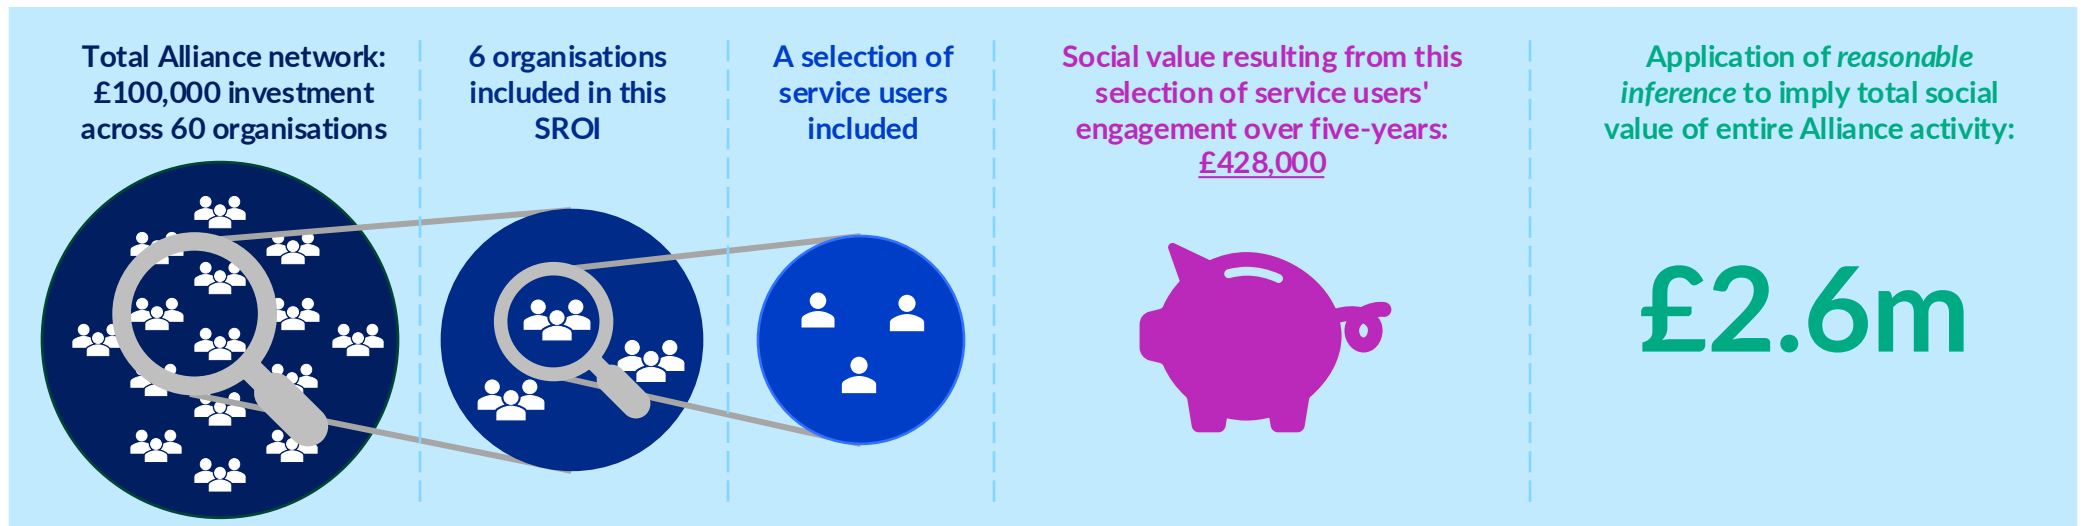 Total Alliance network:
£100,000 investment
across 60 organisations
6 organisations
included in this
SROI
A selection of
service users
included
Social value resulting from this
selection of service users'
engagement over five-years:
£428,000
Application of reasonable
inference to imply total social
value of entire Alliance activity:
£2.6m